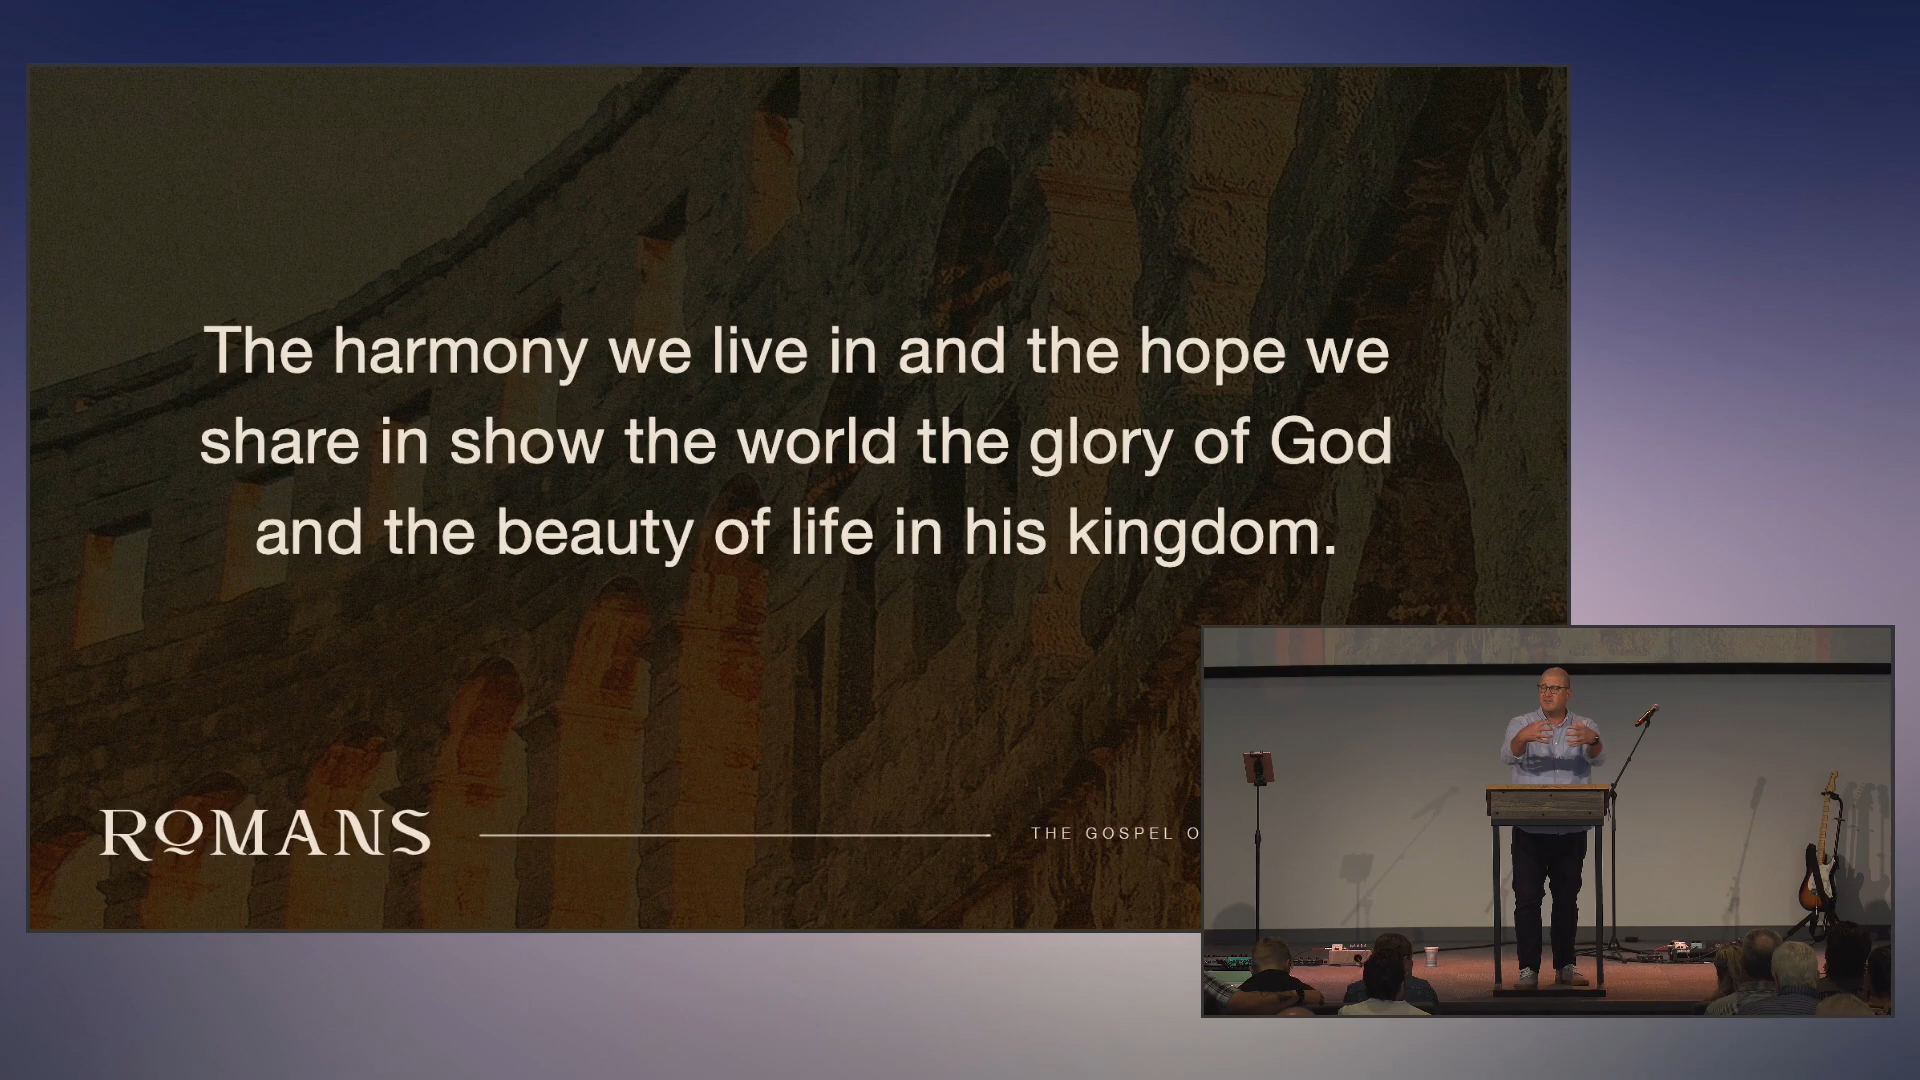 The harmony we live in and the hope we
share in show the world the glory of God
and the beauty of life in his kingdom.
ROMANS
THE GOSPEL O